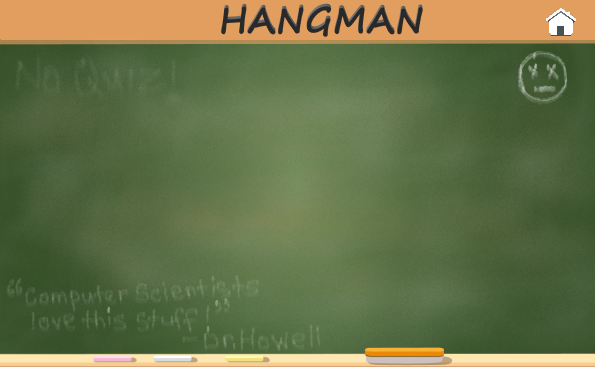 HANGMAN
No Quiz!
"Computer Scientists
love this stuff!"
- Dr. Howell